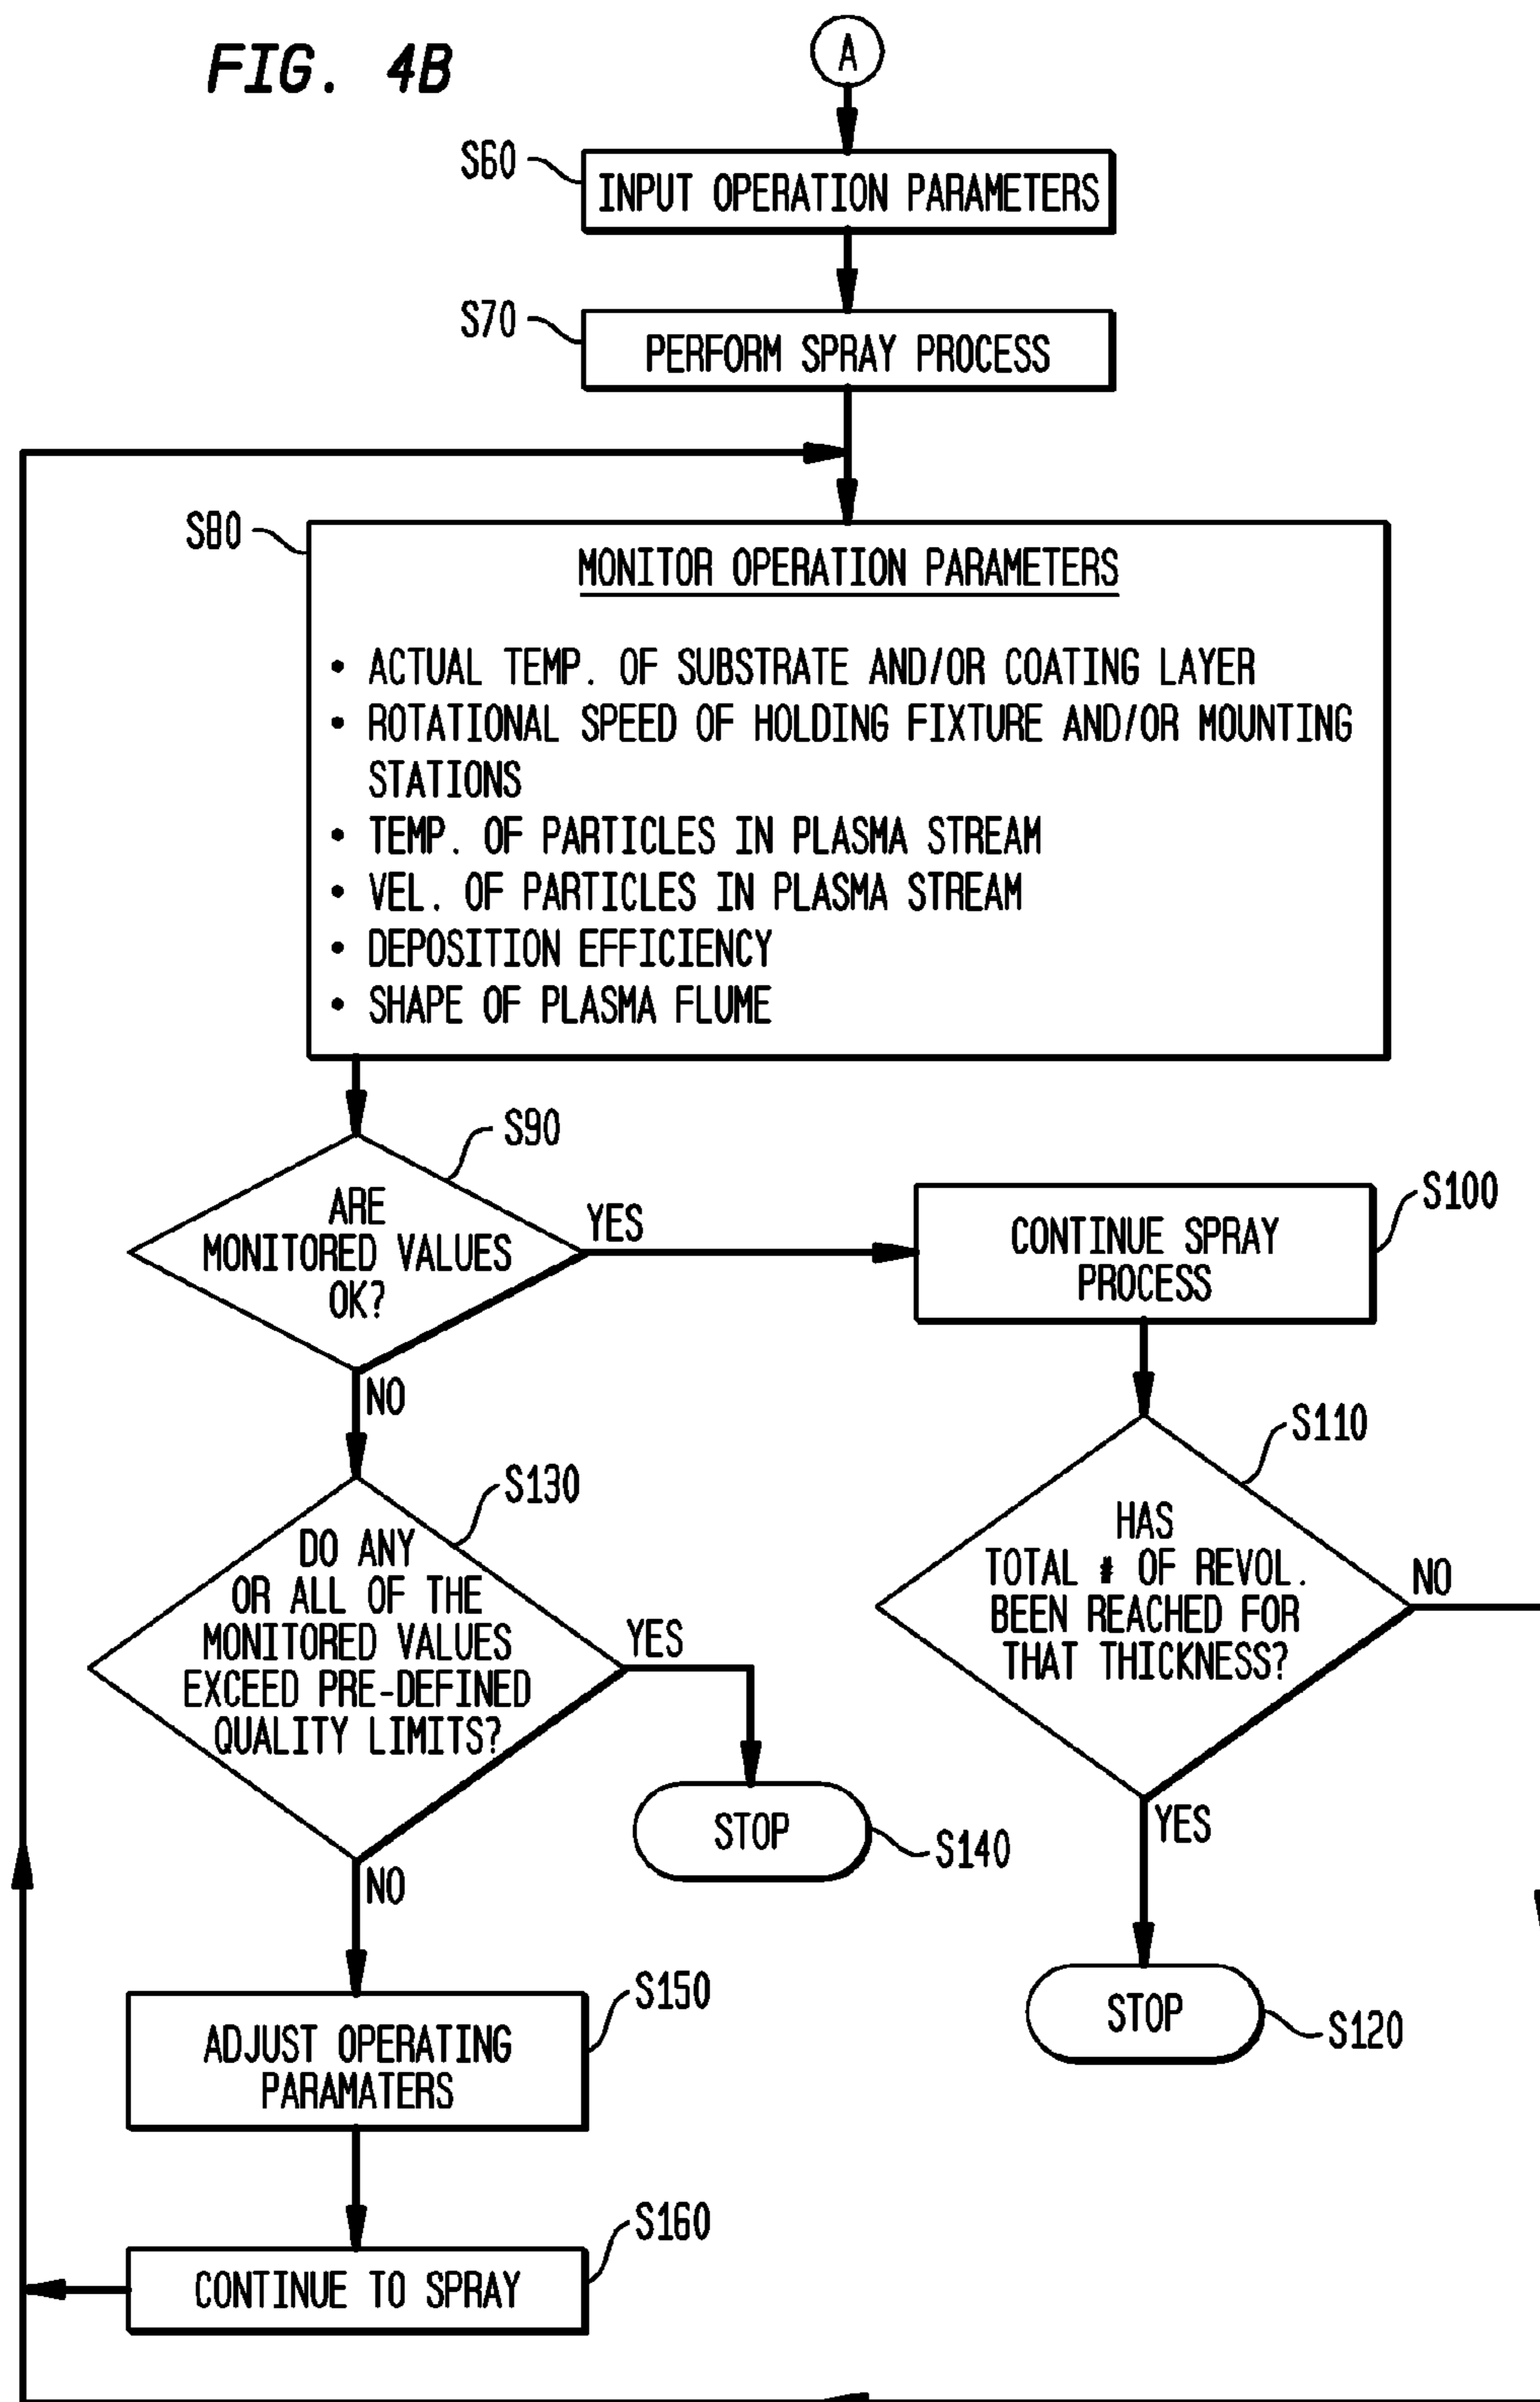 FIG. 4B
A
S60
INPUT OPERATION PARAMETERS
S70
PERFORM SPRAY PROCESS
S80
MONITOR OPERATION PARAMETERS
• ACTUAL TEMP. OF SUBSTRATE AND/OR COATING LAYER
• ROTATIONAL SPEED OF HOLDING FIXTURE AND/OR MOUNTING
STATIONS
• TEMP. OF PARTICLES IN PLASMA STREAM
• VEL. OF PARTICLES IN PLASMA STREAM
• DEPOSITION EFFICIENCY
• SHAPE OF PLASMA FLUME
S90
ARE
MONITORED VALUES
OK?
YES
NO
S100
CONTINUE SPRAY
PROCESS
S110
HAS
TOTAL # OF REVOL.
BEEN REACHED FOR
THAT THICKNESS?
NO
YES
S130
DO ANY
OR ALL OF THE
MONITORED VALUES
EXCEED PRE-DEFINED
QUALITY LIMITS?
YES
NO
STOP
S140
STOP
S120
S150
ADJUST OPERATING
PARAMATERS
S160
CONTINUE TO SPRAY